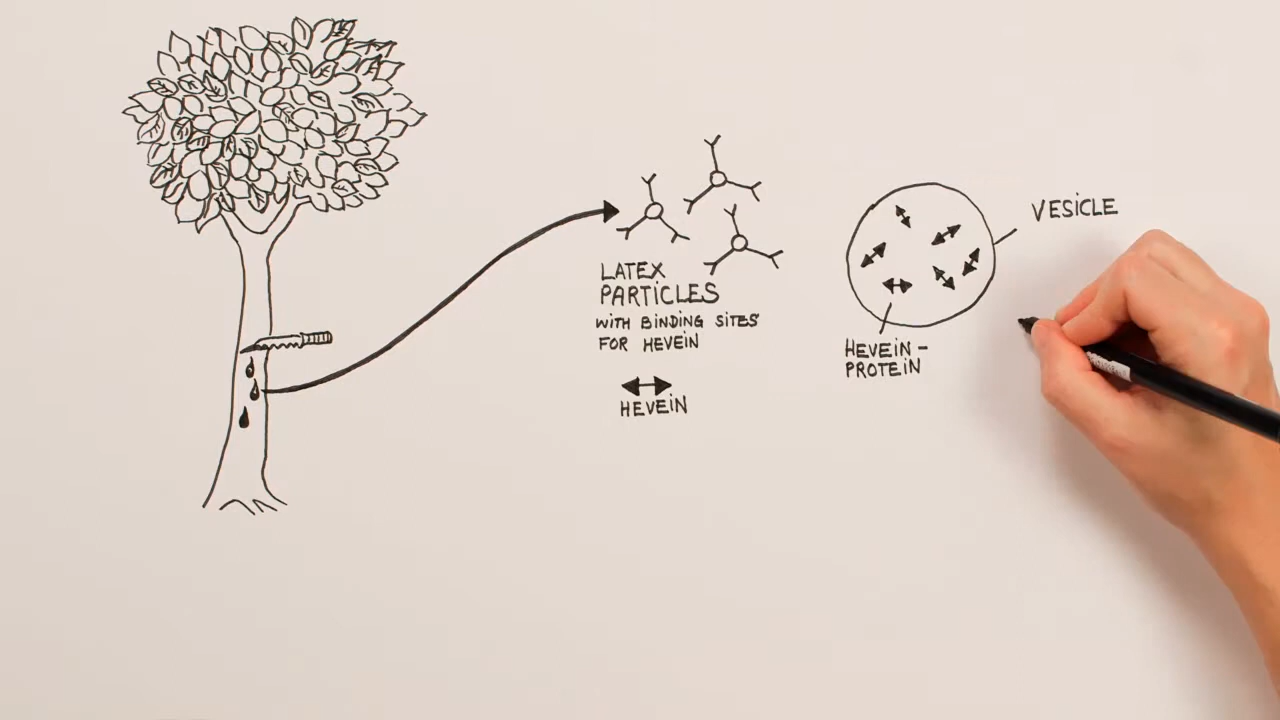 LATEX
PARTICLES
WITH BINDING SITES
FOR HEVEIN
HEVEIN
VESICLE
HEVEIN-
PROTEIN